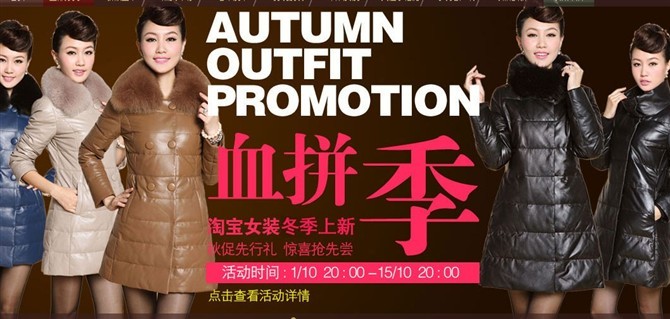 AUTUMN
OUTFIT
PROMOTION
血拼季
淘宝女装冬季上新
秋促先行礼 惊喜抢先尝
活动时间：1/10 20：00－15/10 20：00
点击查看活动详情